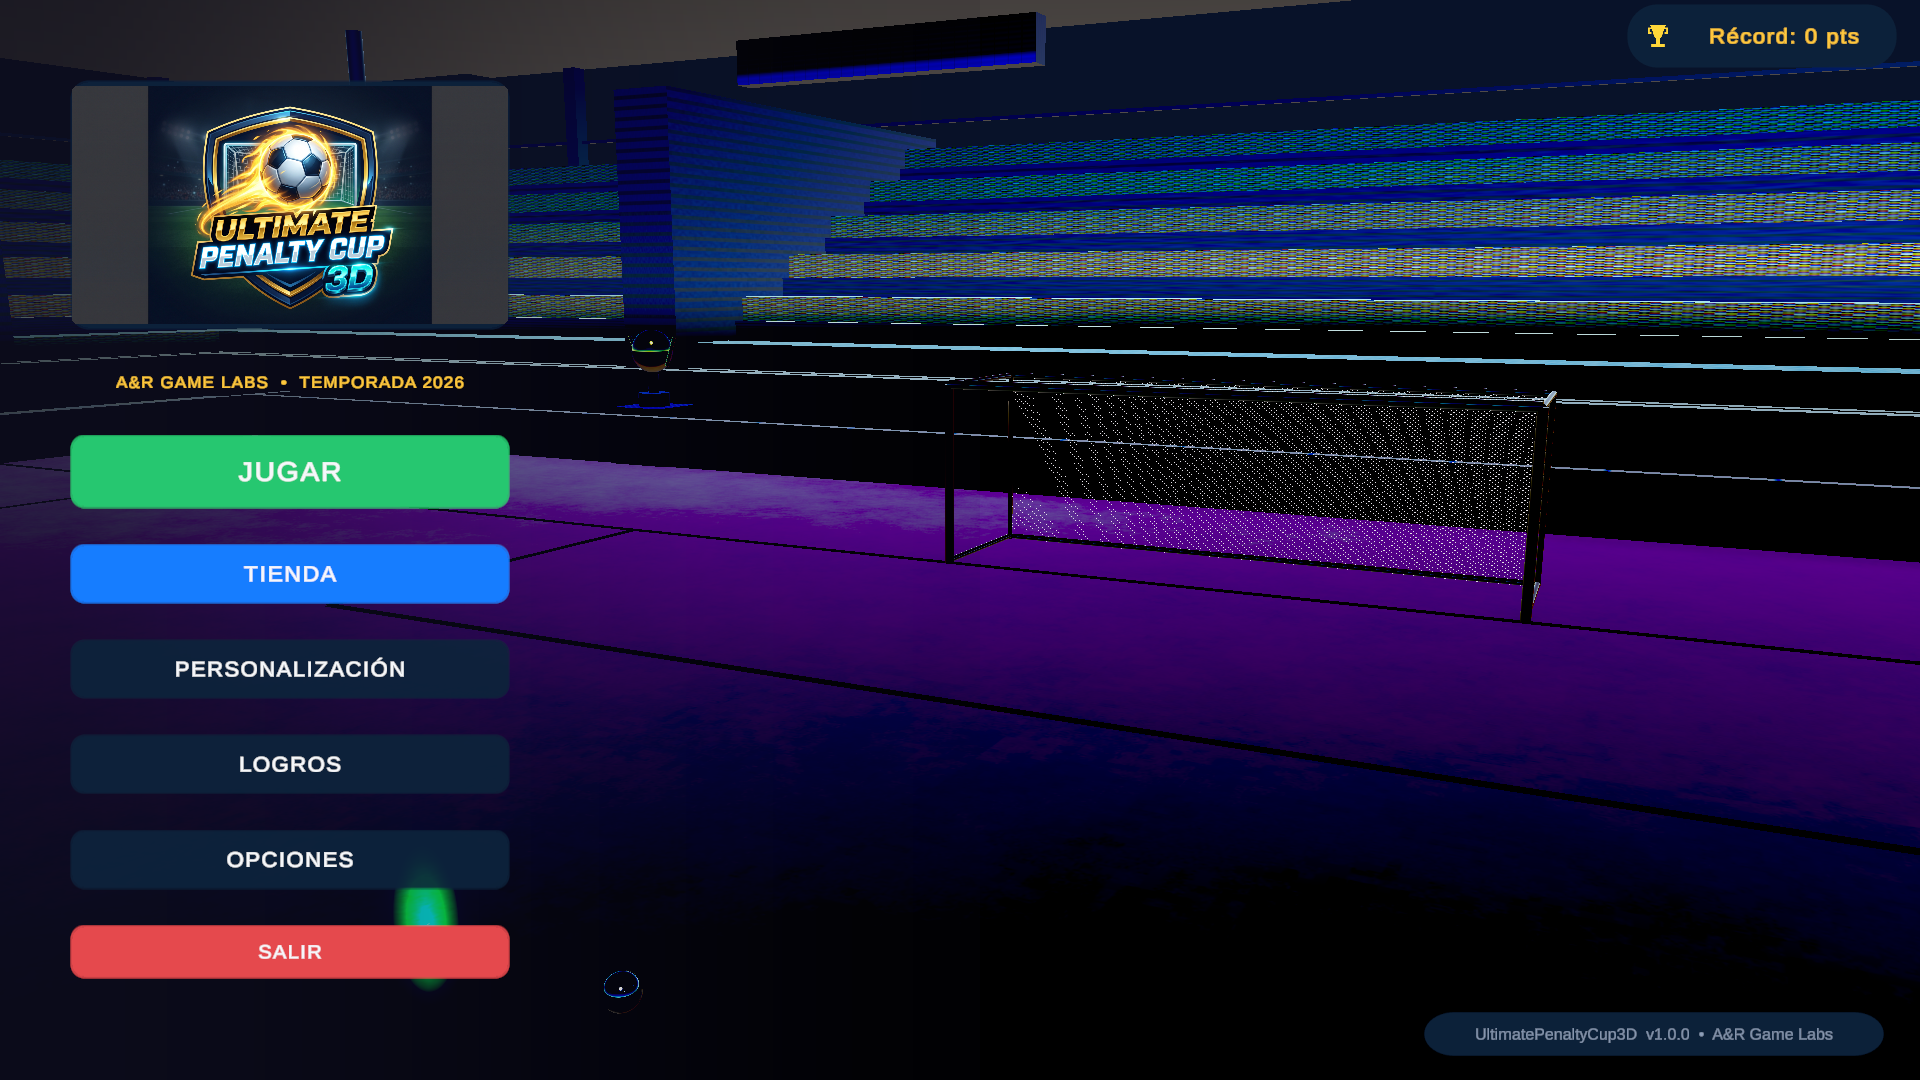 Récord: 0 pts
ULTIMATE
PENALTY CUP
3D
A&R GAME LABS • TEMPORADA 2026
JUGAR
TIENDA
PERSONALIZACIÓN
LOGROS
OPCIONES
SALIR
UltimatePenaltyCup3D v1.0.0 • A&R Game Labs